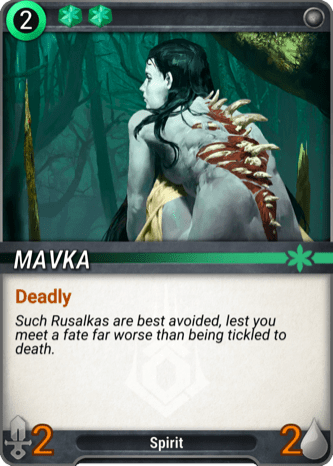 2
MAVKA
Deadly
Such Rusalkas are best avoided, lest you
meet a fate far worse than being tickled to
death.
2
Spirit
2